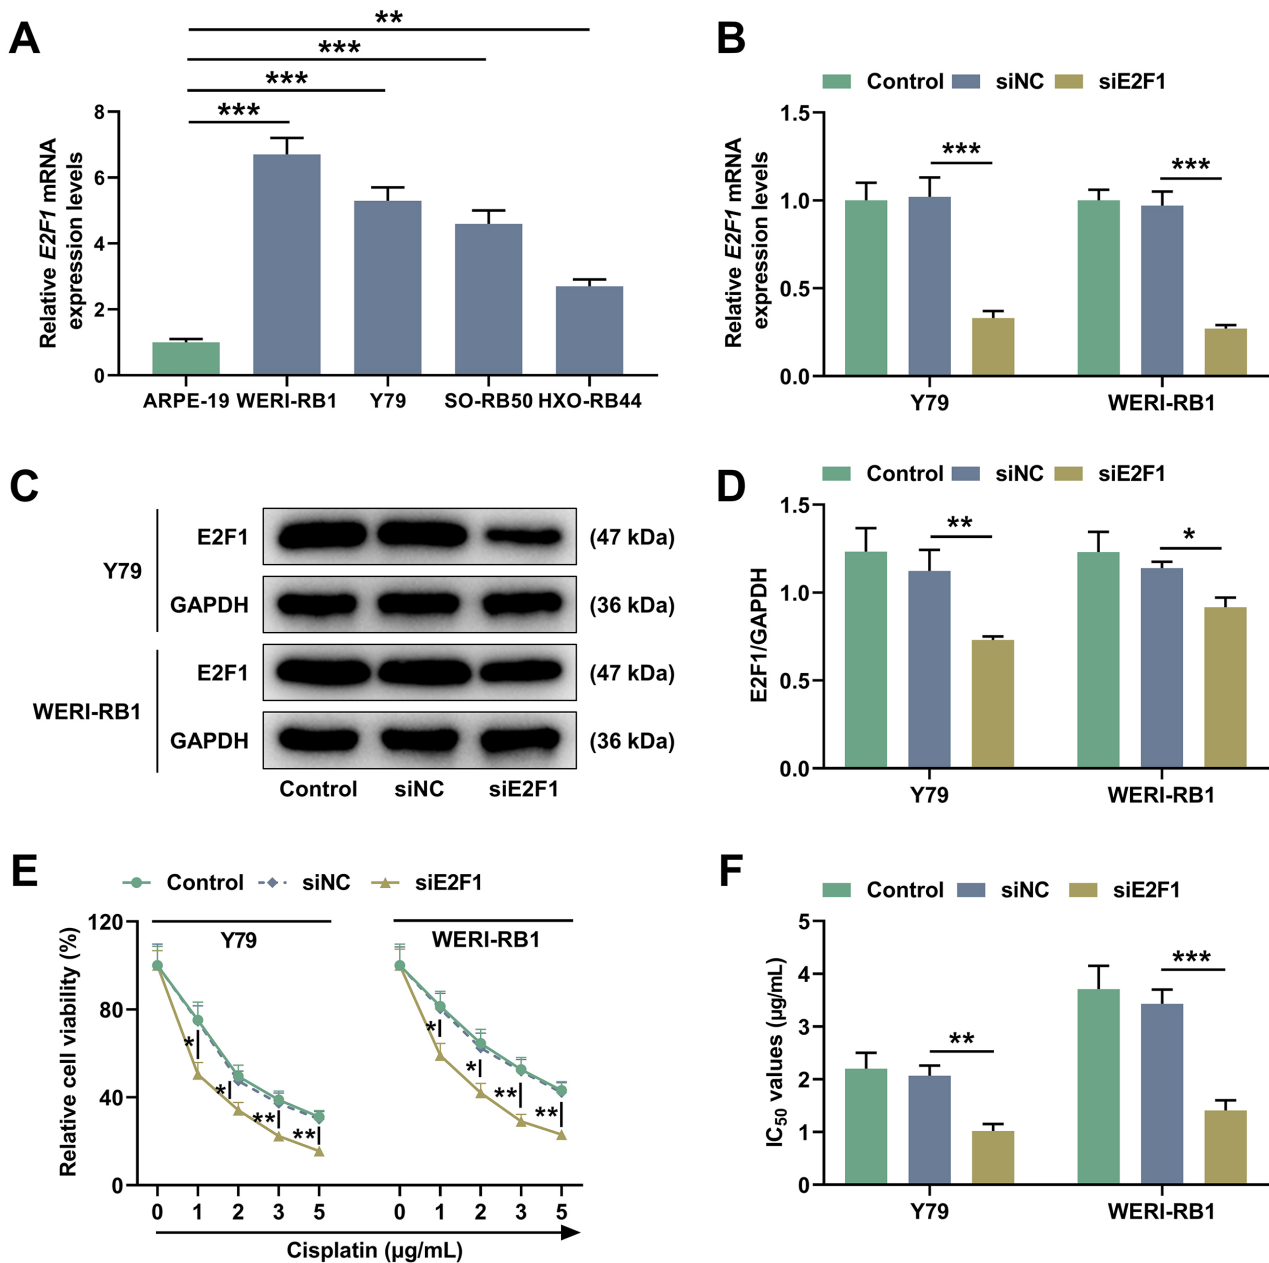 A
**
***
***
***
8
6
4
2
0
Relative E2F1 mRNA
expression levels
ARPE-19 WERI-RB1 Y79 SO-RB50 HXO-RB44
B
Control siNC siE2F1
1.5
1.0
0.5
0.0
Relative E2F1 mRNA
expression levels
***
***
Y79 WERI-RB1
C
Y79
E2F1 (47 kDa)
GAPDH (36 kDa)
WERI-RB1
E2F1 (47 kDa)
GAPDH (36 kDa)
Control siNC siE2F1
D
Control siNC siE2F1
1.5
1.0
0.5
0.0
E2F1/GAPDH
**
*
Y79 WERI-RB1
E
Control siNC siE2F1
120
80
40
0
Relative cell viability (%)
Y79 WERI-RB1
*
*
**
**
*
*
**
**
0 1 2 3 5 0 1 2 3 5
Cisplatin (µg/mL)
F
Control siNC siE2F1
5
4
3
2
1
0
IC50 values (µg/mL)
**
***
Y79 WERI-RB1